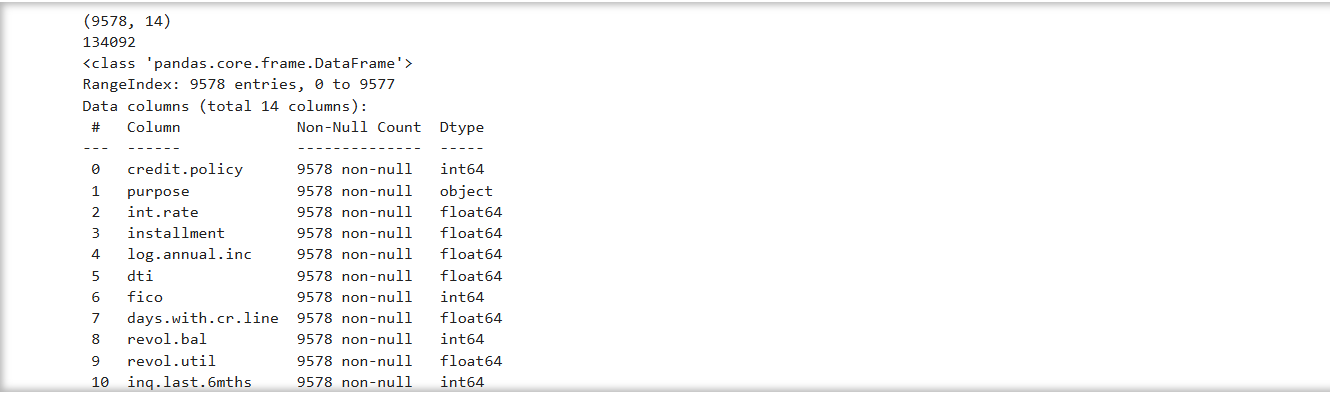 (9578, 14)
134092
<class 'pandas.core.frame.DataFrame'>
RangeIndex: 9578 entries, 0 to 9577
Data columns (total 14 columns):
 #   Column             Non-Null Count  Dtype
---  ------             --------------  -----
 0   credit.policy      9578 non-null   int64
 1   purpose            9578 non-null   object
 2   int.rate           9578 non-null   float64
 3   installment        9578 non-null   float64
 4   log.annual.inc     9578 non-null   float64
 5   dti                9578 non-null   float64
 6   fico               9578 non-null   int64
 7   days.with.cr.line  9578 non-null   float64
 8   revol.bal          9578 non-null   int64
 9   revol.util         9578 non-null   float64
 10  inq.last.6mths     9578 non-null   int64